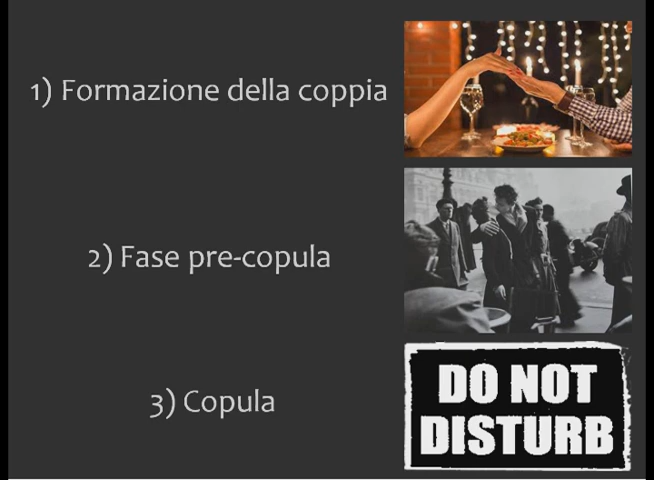 1) Formazione della coppia
2) Fase pre-copula
3) Copula
DO NOT
DISTURB